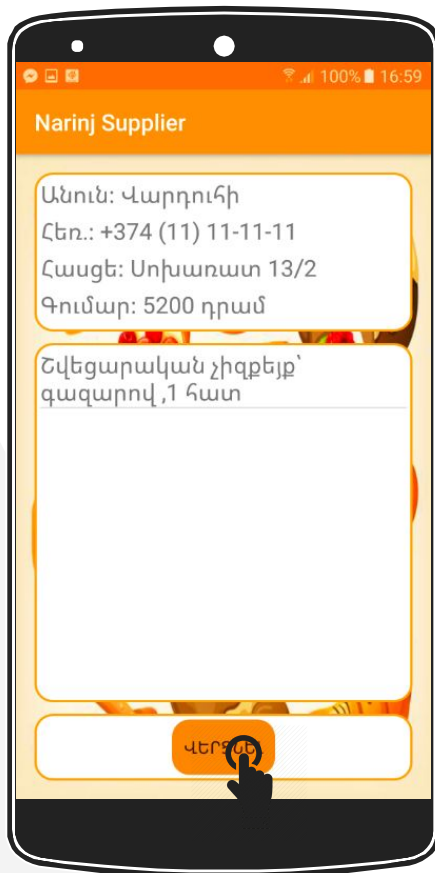 100% 16:59
Narinj Supplier
Անուն: Վարդուհի
Հեռ.: +374 (11) 11-11-11
Հասցե: Սոխառատ 13/2
Գումար: 5200 դրամ
Շվեցարական չիզքեյք՝
գազարով ,1 հատ